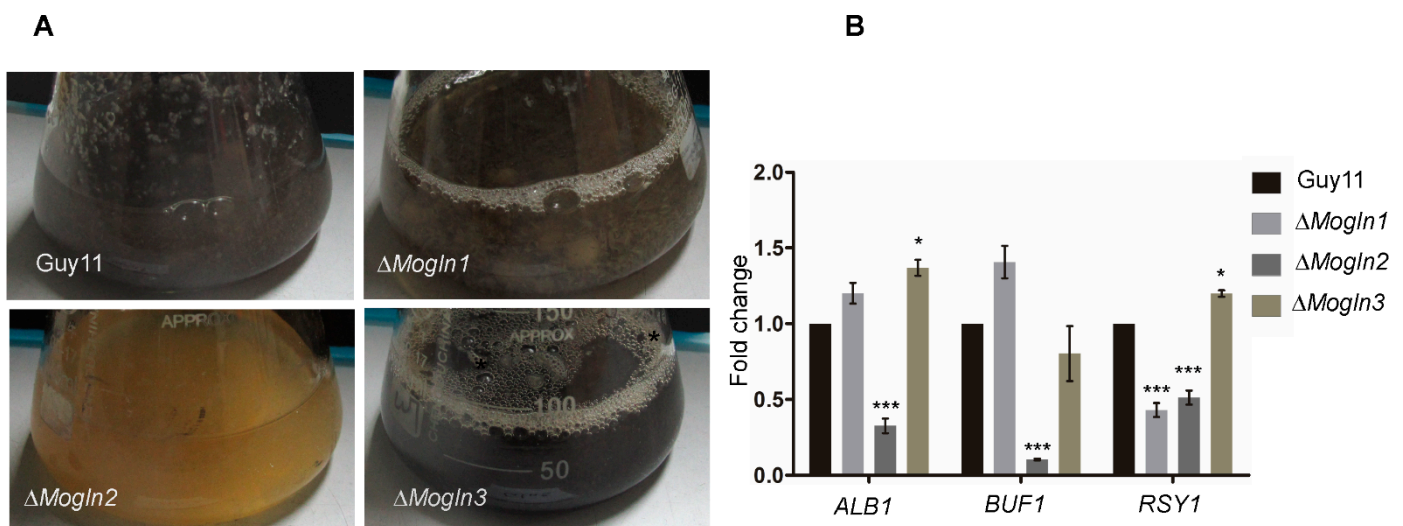 A
B
Guy11
ΔMogln1
APPROX
ΔMogln2
150
APPROX
*
*
100
50
ΔMogln3
Fold change
2.0
1.5
1.0
0.5
0.0
***
*
***
***
***
*
ALB1
BUF1
RSY1
Guy11
ΔMogln1
ΔMogln2
ΔMogln3